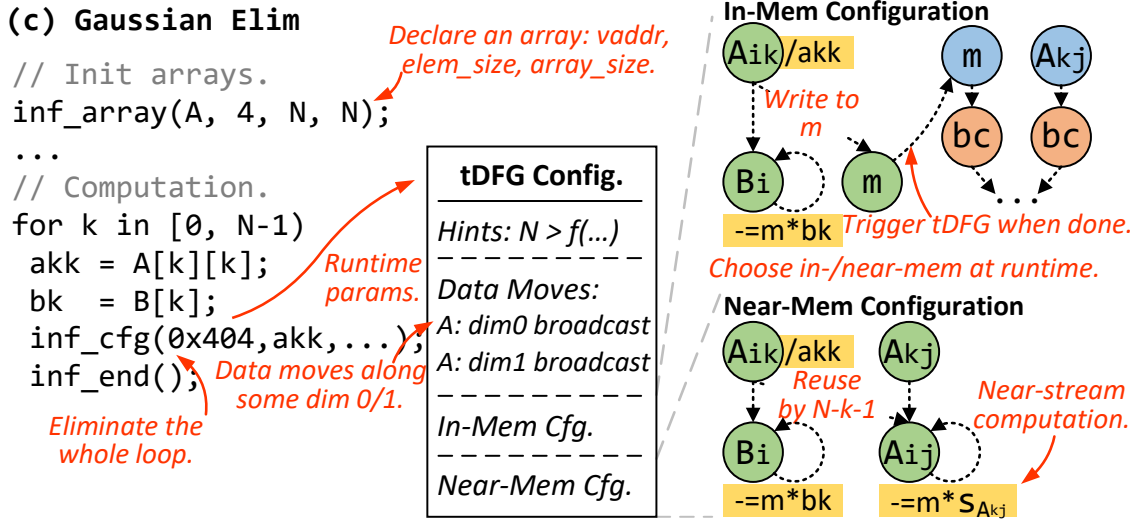 (c) Gaussian Elim
// Init arrays.
inf_array(A, 4, N, N);
...
// Computation.
for k in [0, N-1)
akk = A[k][k];
bk = B[k];
inf_cfg(0x404,akk,...);
inf_end();
Declare an array: vaddr,
elem_size, array_size.
Runtime
params.
Eliminate the
whole loop.
Data moves along
some dim 0/1.
tDFG Config.
Hints: N > f(...)
Data Moves:
A: dim0 broadcast
A: dim1 broadcast
In-Mem Cfg.
Near-Mem Cfg.
In-Mem Configuration
Aik /akk
m
Akj
Write to
m
bc
bc
Bi
m
...
-=m*bk
Trigger tDFG when done.
Choose in-/near-mem at runtime.
Near-Mem Configuration
Aik /akk
Akj
Reuse
by N-k-1
Near-stream
computation.
Bi
Aij
-=m*bk
-=m*SAkj